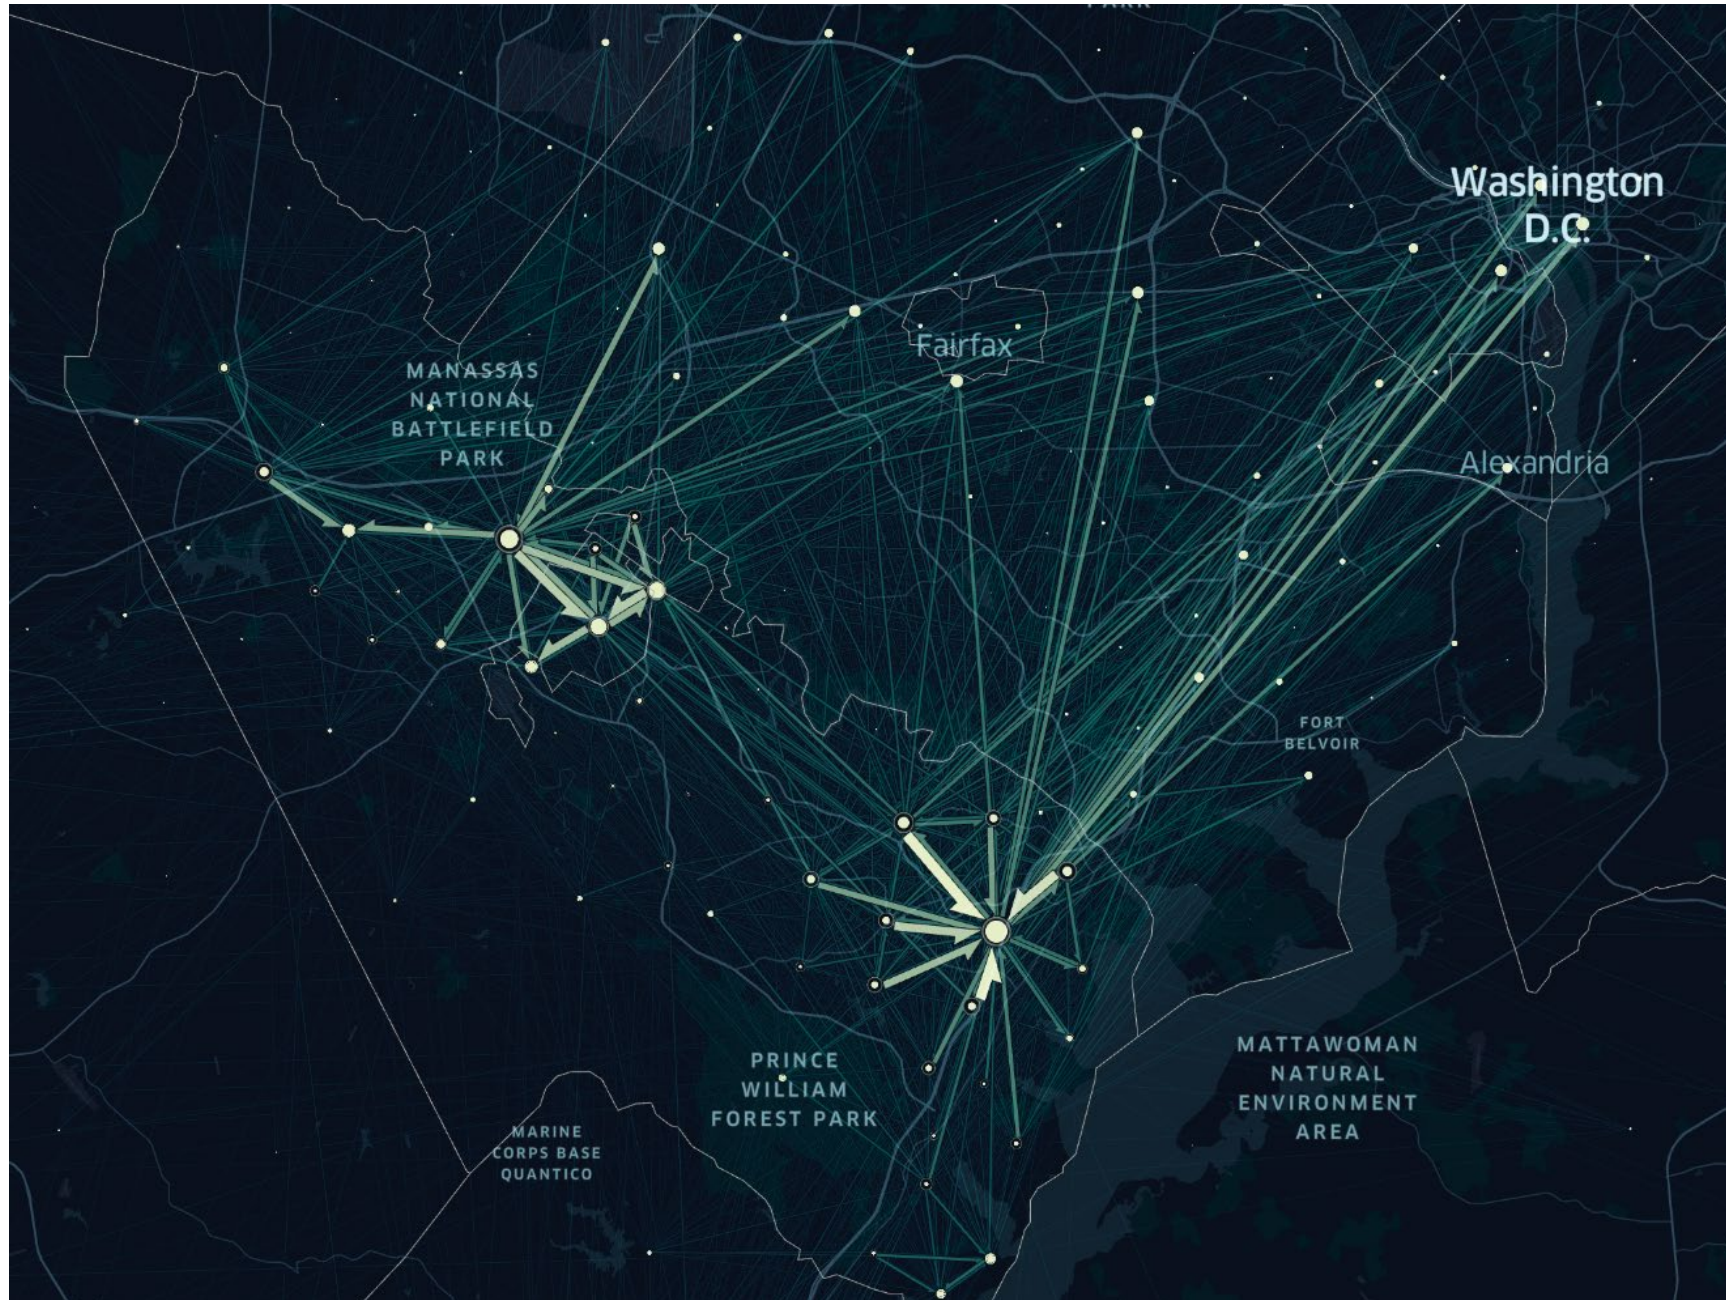 PARK
Washington
D.C.
Fairfax
MANASSAS
NATIONAL
BATTLEFIELD
PARK
Alexandria
FORT
BELVOIR
PRINCE
WILLIAM
FOREST PARK
MATTAWOMAN
NATURAL
ENVIRONMENT
AREA
MARINE
CORPS BASE
QUANTICO